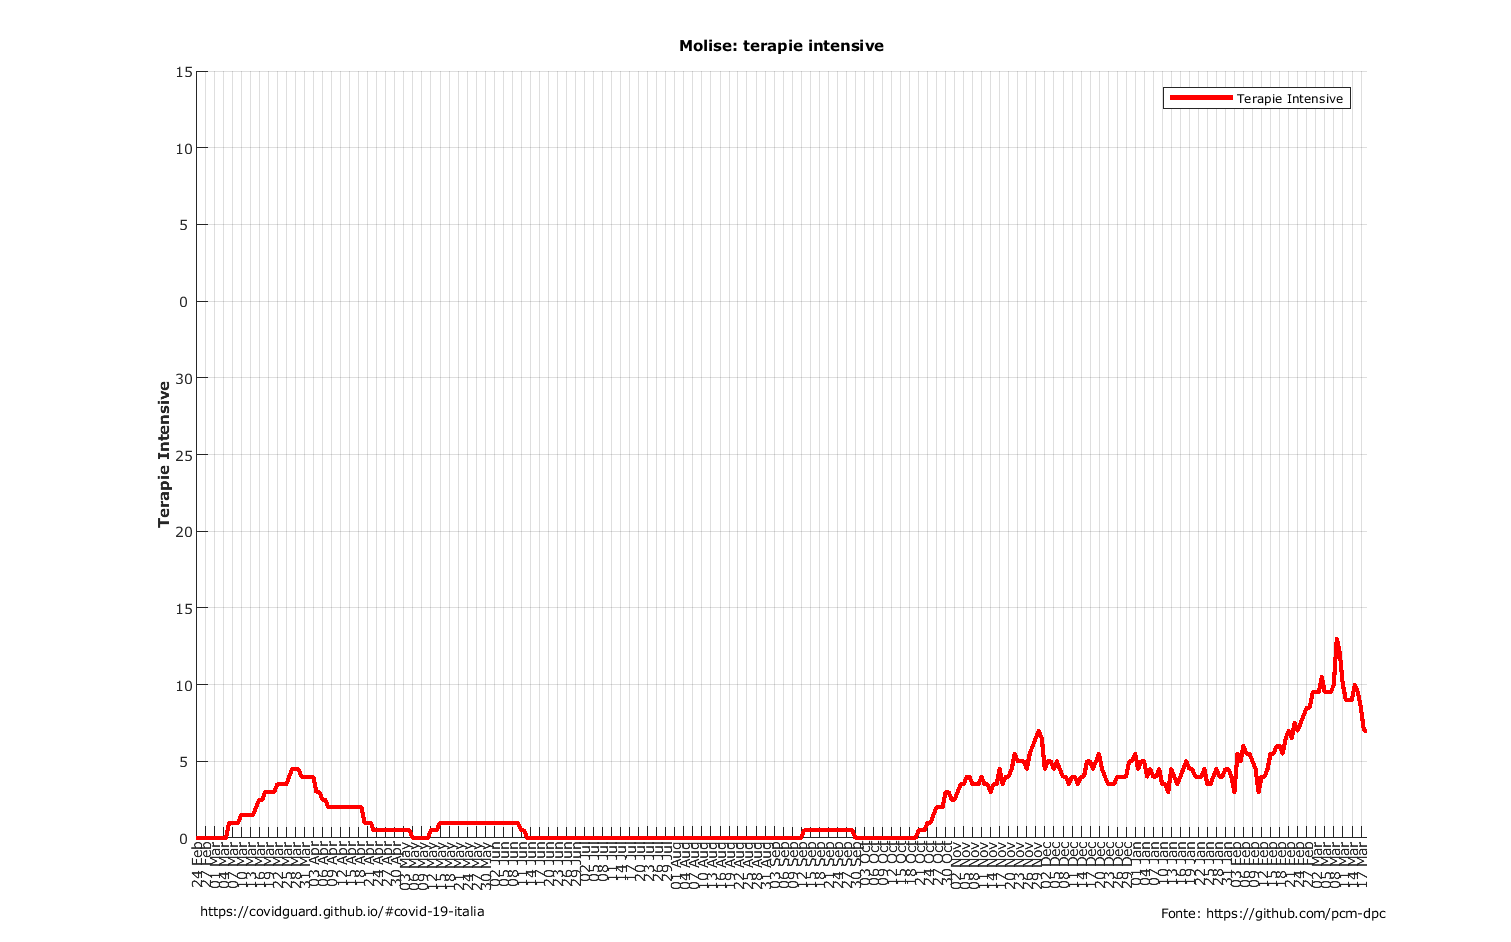 Molise: terapie intensive
Terapie Intensive
15
10
5
0
30
25
20
15
10
5
0
Terapie Intensive
24 Feb
27 Feb
01 Mar
04 Mar
07 Mar
10 Mar
13 Mar
16 Mar
19 Mar
22 Mar
25 Mar
28 Mar
31 Mar
03 Apr
06 Apr
09 Apr
12 Apr
15 Apr
18 Apr
21 Apr
24 Apr
27 Apr
30 Apr
03 May
06 May
09 May
12 May
15 May
18 May
21 May
24 May
27 May
30 May
02 Jun
05 Jun
08 Jun
11 Jun
14 Jun
17 Jun
20 Jun
23 Jun
26 Jun
29 Jun
02 Jul
05 Jul
08 Jul
11 Jul
14 Jul
17 Jul
20 Jul
23 Jul
26 Jul
29 Jul
01 Aug
04 Aug
07 Aug
10 Aug
13 Aug
16 Aug
19 Aug
22 Aug
25 Aug
28 Aug
31 Aug
03 Sep
06 Sep
09 Sep
12 Sep
15 Sep
18 Sep
21 Sep
24 Sep
27 Sep
30 Sep
03 Oct
06 Oct
09 Oct
12 Oct
15 Oct
18 Oct
21 Oct
24 Oct
27 Oct
30 Oct
02 Nov
05 Nov
08 Nov
11 Nov
14 Nov
17 Nov
20 Nov
23 Nov
26 Nov
29 Nov
02 Dec
05 Dec
08 Dec
11 Dec
14 Dec
17 Dec
20 Dec
23 Dec
26 Dec
29 Dec
01 Jan
04 Jan
07 Jan
10 Jan
13 Jan
16 Jan
19 Jan
22 Jan
25 Jan
28 Jan
31 Jan
03 Feb
06 Feb
09 Feb
12 Feb
15 Feb
18 Feb
21 Feb
24 Feb
27 Feb
02 Mar
05 Mar
08 Mar
11 Mar
14 Mar
17 Mar
https://covidguard.github.io/#covid-19-italia
Fonte: https://github.com/pcm-dpc